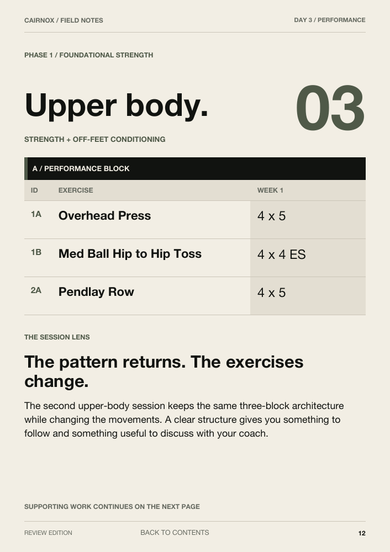 CAIRNOX / FIELD NOTES
DAY 3 / PERFORMANCE
PHASE 1 / FOUNDATIONAL STRENGTH
Upper body.
03
STRENGTH + OFF-FEET CONDITIONING
A / PERFORMANCE BLOCK
ID EXERCISE WEEK 1
1A Overhead Press 4 x 5
1B Med Ball Hip to Hip Toss 4 x 4 ES
2A Pendlay Row 4 x 5
THE SESSION LENS
The pattern returns. The exercises
change.
The second upper-body session keeps the same three-block architecture
while changing the movements. A clear structure gives you something to
follow and something useful to discuss with your coach.
SUPPORTING WORK CONTINUES ON THE NEXT PAGE
REVIEW EDITION BACK TO CONTENTS 12